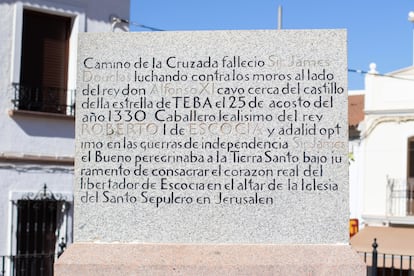 Camino de la Cruzada fallecio Sir James
Douglas luchando contra los moros al lado
del rey don Alfonso XI cayo cerca del castillo
della estrella de TEBA el 25 de agosto del
año 1330 Caballero lealisimo del rey
ROBERTO I de ESCOCIA y adalid opt
imo en las guerras de independencia Sir James
el Bueno peregrinaba a la Tierra Santo bajo ju
ramento de consagrar el corazon real del
libertador de Escocia en el altar de la Iglesia
del Santo Sepulcro en Jerusalen